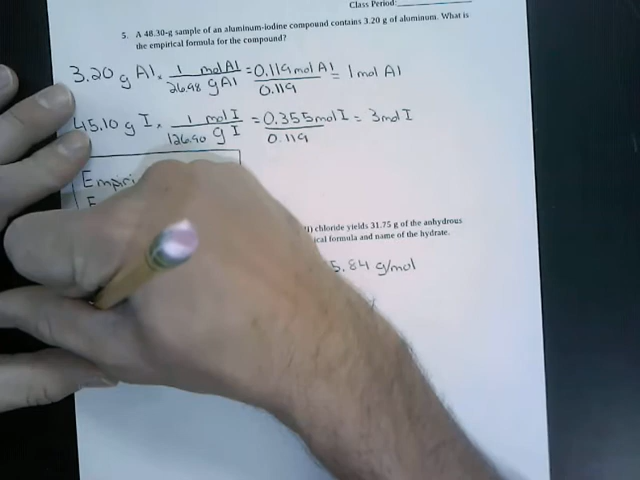 Class Period:
5. A 48.30-g sample of an aluminum-iodine compound contains 3.20 g of aluminum. What is
the empirical formula for the compound?
3.20 g Al × 1 mol Al / 26.98 g Al = 0.119 mol Al / 0.119 = 1 mol Al
45.10 g I × 1 mol I / 126.90 g I = 0.355 mol I / 0.119 = 3 mol I
Empiri
F
chloride yields 31.75 g of the anhydrous
ical formula and name of the hydrate.
5.84 g/mol